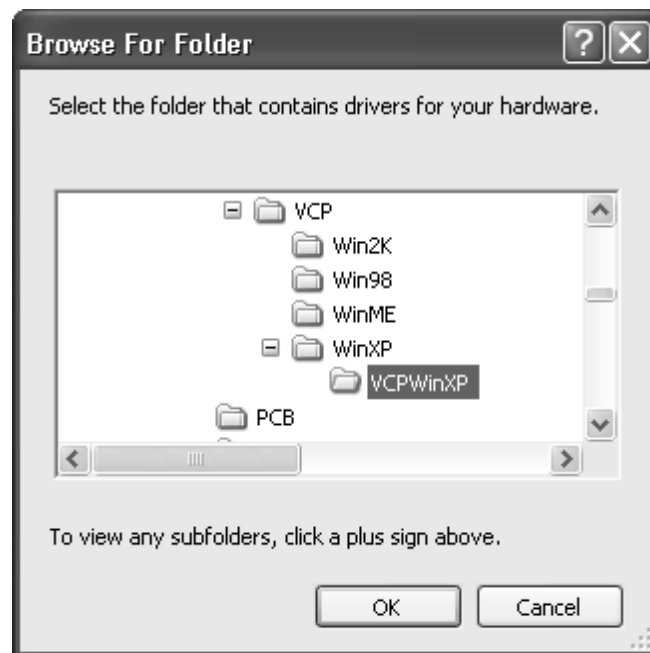 Browse For Folder
Select the folder that contains drivers for your hardware.
VCP
Win2K
Win98
WinME
WinXP
VCPWinXP
PCB
To view any subfolders, click a plus sign above.
OK Cancel